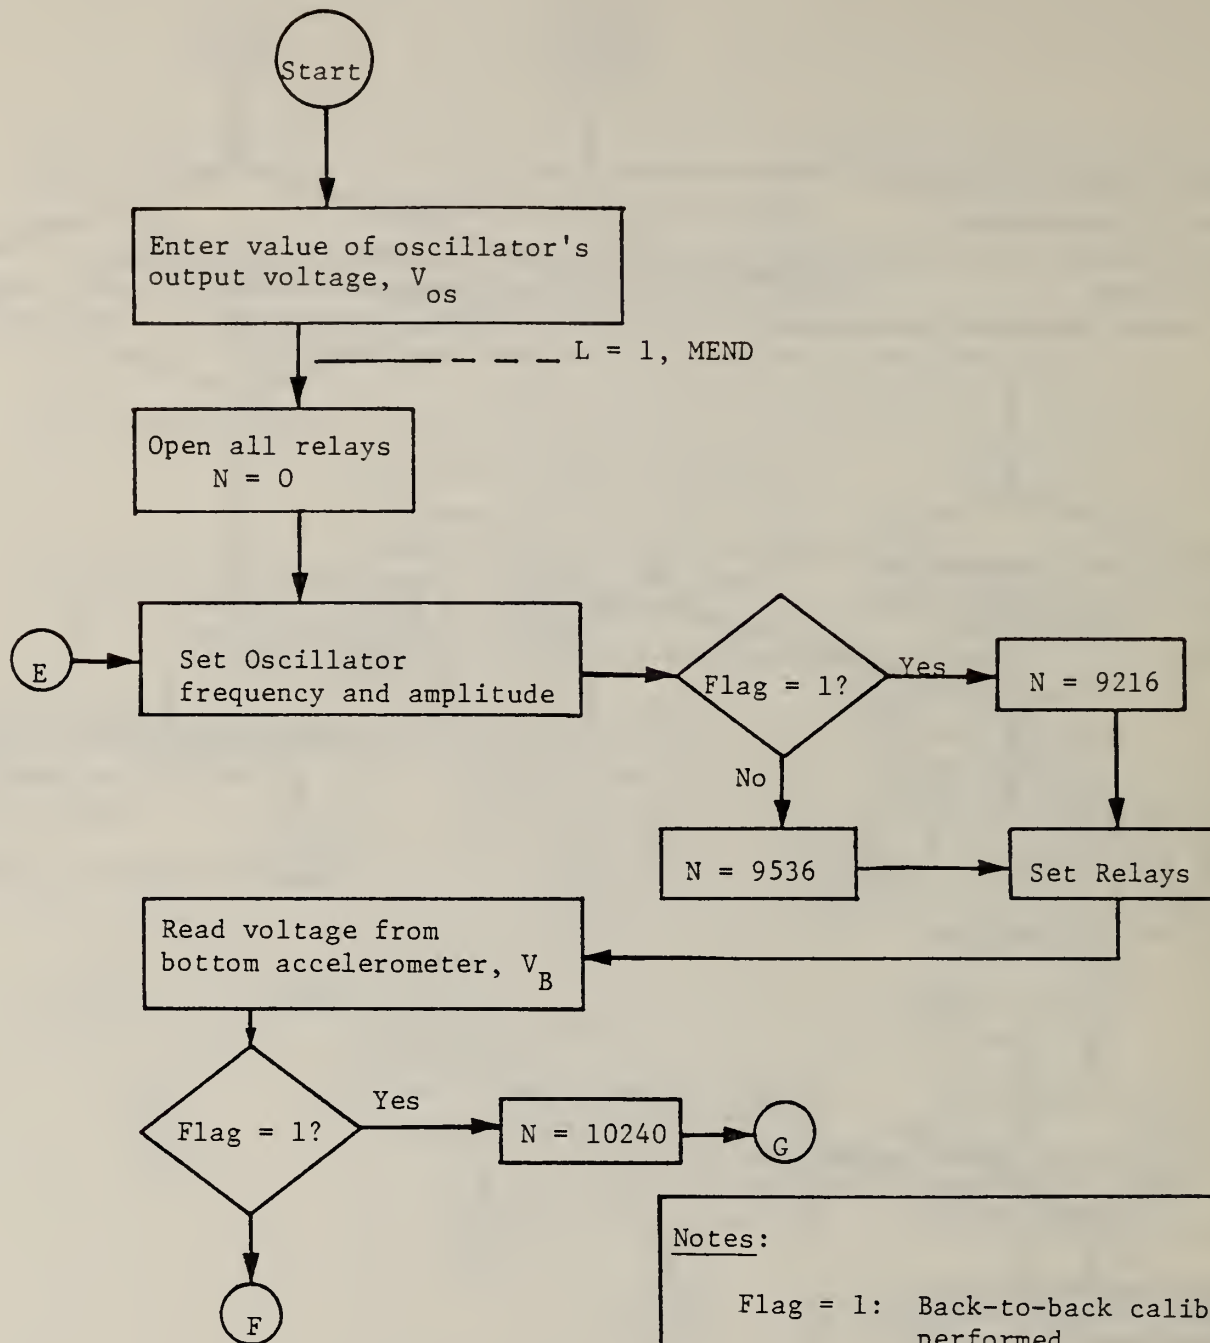 Start
Enter value of oscillator's
output voltage, V
os
L = 1, MEND
Open all relays
N = 0
E
Set Oscillator
frequency and amplitude
Flag = 1?
Yes
N = 9216
No
N = 9536
Set Relays
Read voltage from
bottom accelerometer, V
B
Flag = 1?
Yes
N = 10240
G
F
Notes:
Flag = 1: Back-to-back calib
performed